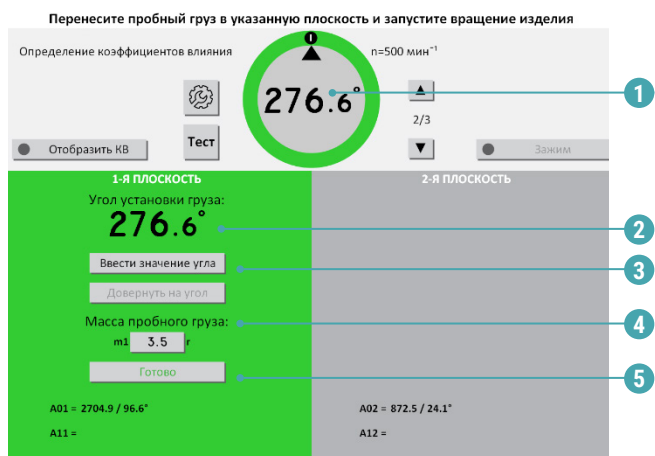 Перенесите пробный груз в указанную плоскость и запустите вращение изделия
Определение коэффициентов влияния
n=500 мин⁻¹
276.6°
1
▲
2/3
▼
Тест
Отобразить КВ
Зажим
1-Я ПЛОСКОСТЬ
2-Я ПЛОСКОСТЬ
Угол установки груза:
276.6°
2
Ввести значение угла
3
Довернуть на угол
Масса пробного груза:
4
m1 3.5 г
Готово
5
A01 = 2704.9 / 96.6°
A02 = 872.5 / 24.1°
A11 =
A12 =